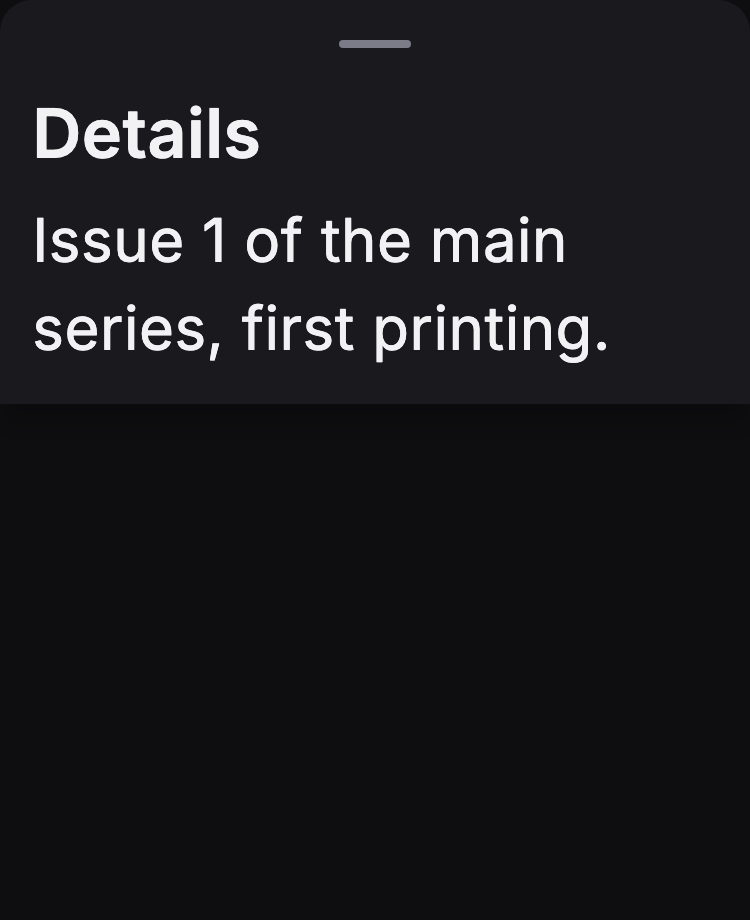 Details
Issue 1 of the main
series, first printing.